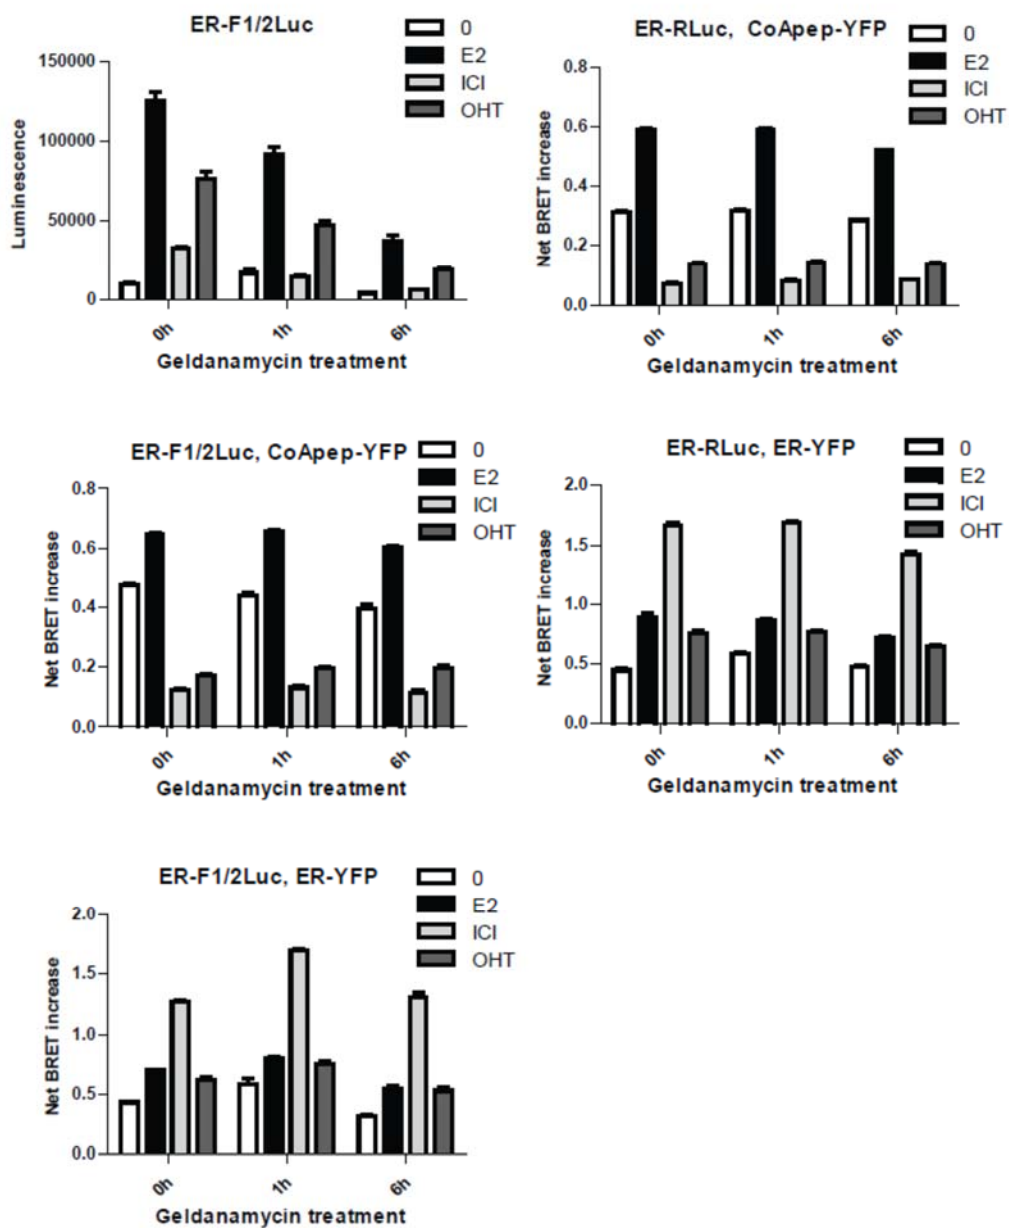 ER-F1/2Luc
0
E2
ICI
OHT
150000
100000
50000
0
Luminescence
0h
1h
6h
Geldanamycin treatment
ER-RLuc, CoApep-YFP
0
E2
ICI
OHT
0.8
0.6
0.4
0.2
0.0
Net BRET increase
0h
1h
6h
Geldanamycin treatment
ER-F1/2Luc, CoApep-YFP
0
E2
ICI
OHT
0.8
0.6
0.4
0.2
0.0
Net BRET increase
0h
1h
6h
Geldanamycin treatment
ER-RLuc, ER-YFP
0
E2
ICI
OHT
2.0
1.5
1.0
0.5
0.0
Net BRET increase
0h
1h
6h
Geldanamycin treatment
ER-F1/2Luc, ER-YFP
0
E2
ICI
OHT
2.0
1.5
1.0
0.5
0.0
Net BRET increase
0h
1h
6h
Geldanamycin treatment